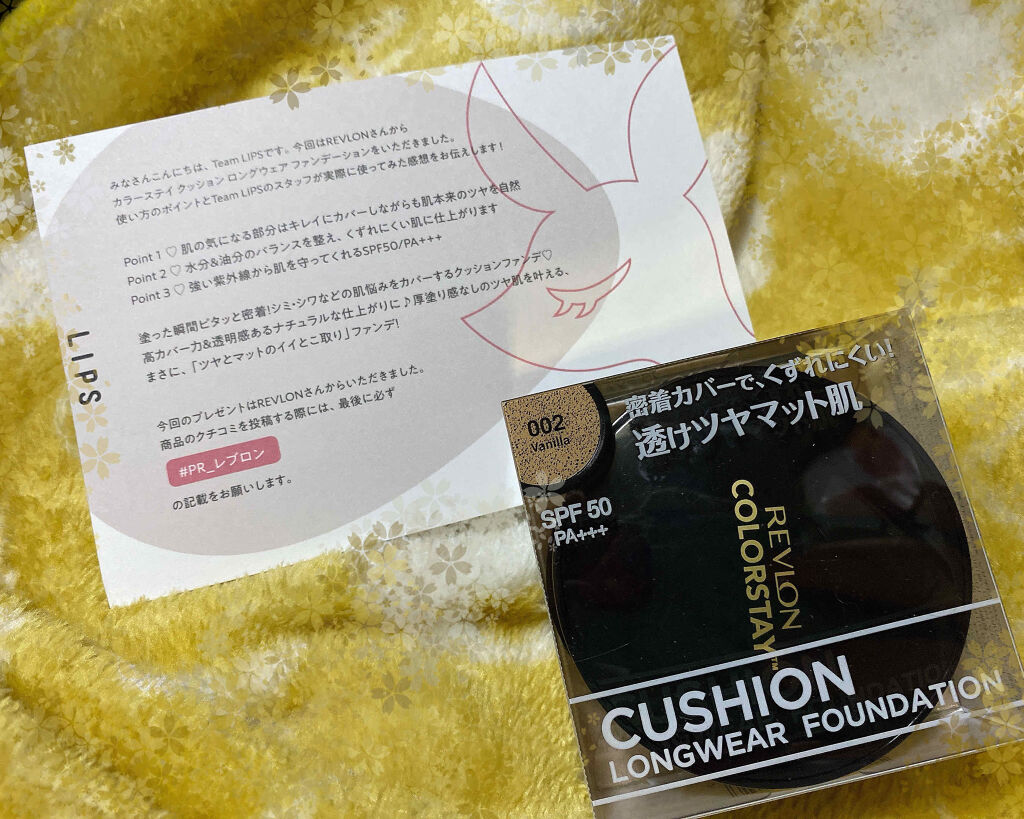 みなさんこんにちは、Team LIPSです。今回はREVLONさんから
カラーステイ クッション ロングウェア ファンデーションをいただきました。
使い方のポイントとTeam LIPSのスタッフが実際に使ってみた感想をお伝えします！
Point 1 ♡ 肌の気になる部分はキレイにカバーしながらも肌本来のツヤを自然
Point 2 ♡ 水分&油分のバランスを整え、くずれにくい肌に仕上がります
Point 3 ♡ 強い紫外線から肌を守ってくれるSPF50/PA+++
塗った瞬間ピタッと密着!シミ・シワなどの肌悩みをカバーするクッションファンデ♡
高カバー力&透明感あるナチュラルな仕上がりに♪厚塗り感なしのツヤ肌を叶える、
まさに、「ツヤとマットのイイとこ取り」ファンデ!
今回のプレゼントはREVLONさんからいただきました。
商品のクチコミを投稿する際には、最後に必ず
#PR_レブロン
の記載をお願いします。
LIPS
密着カバーで、くずれにくい!
透けツヤマット肌
002
Vanilla
SPF 50
PA+++
REVLON
COLORSTAY™
CUSHION
LONGWEAR FOUNDATION